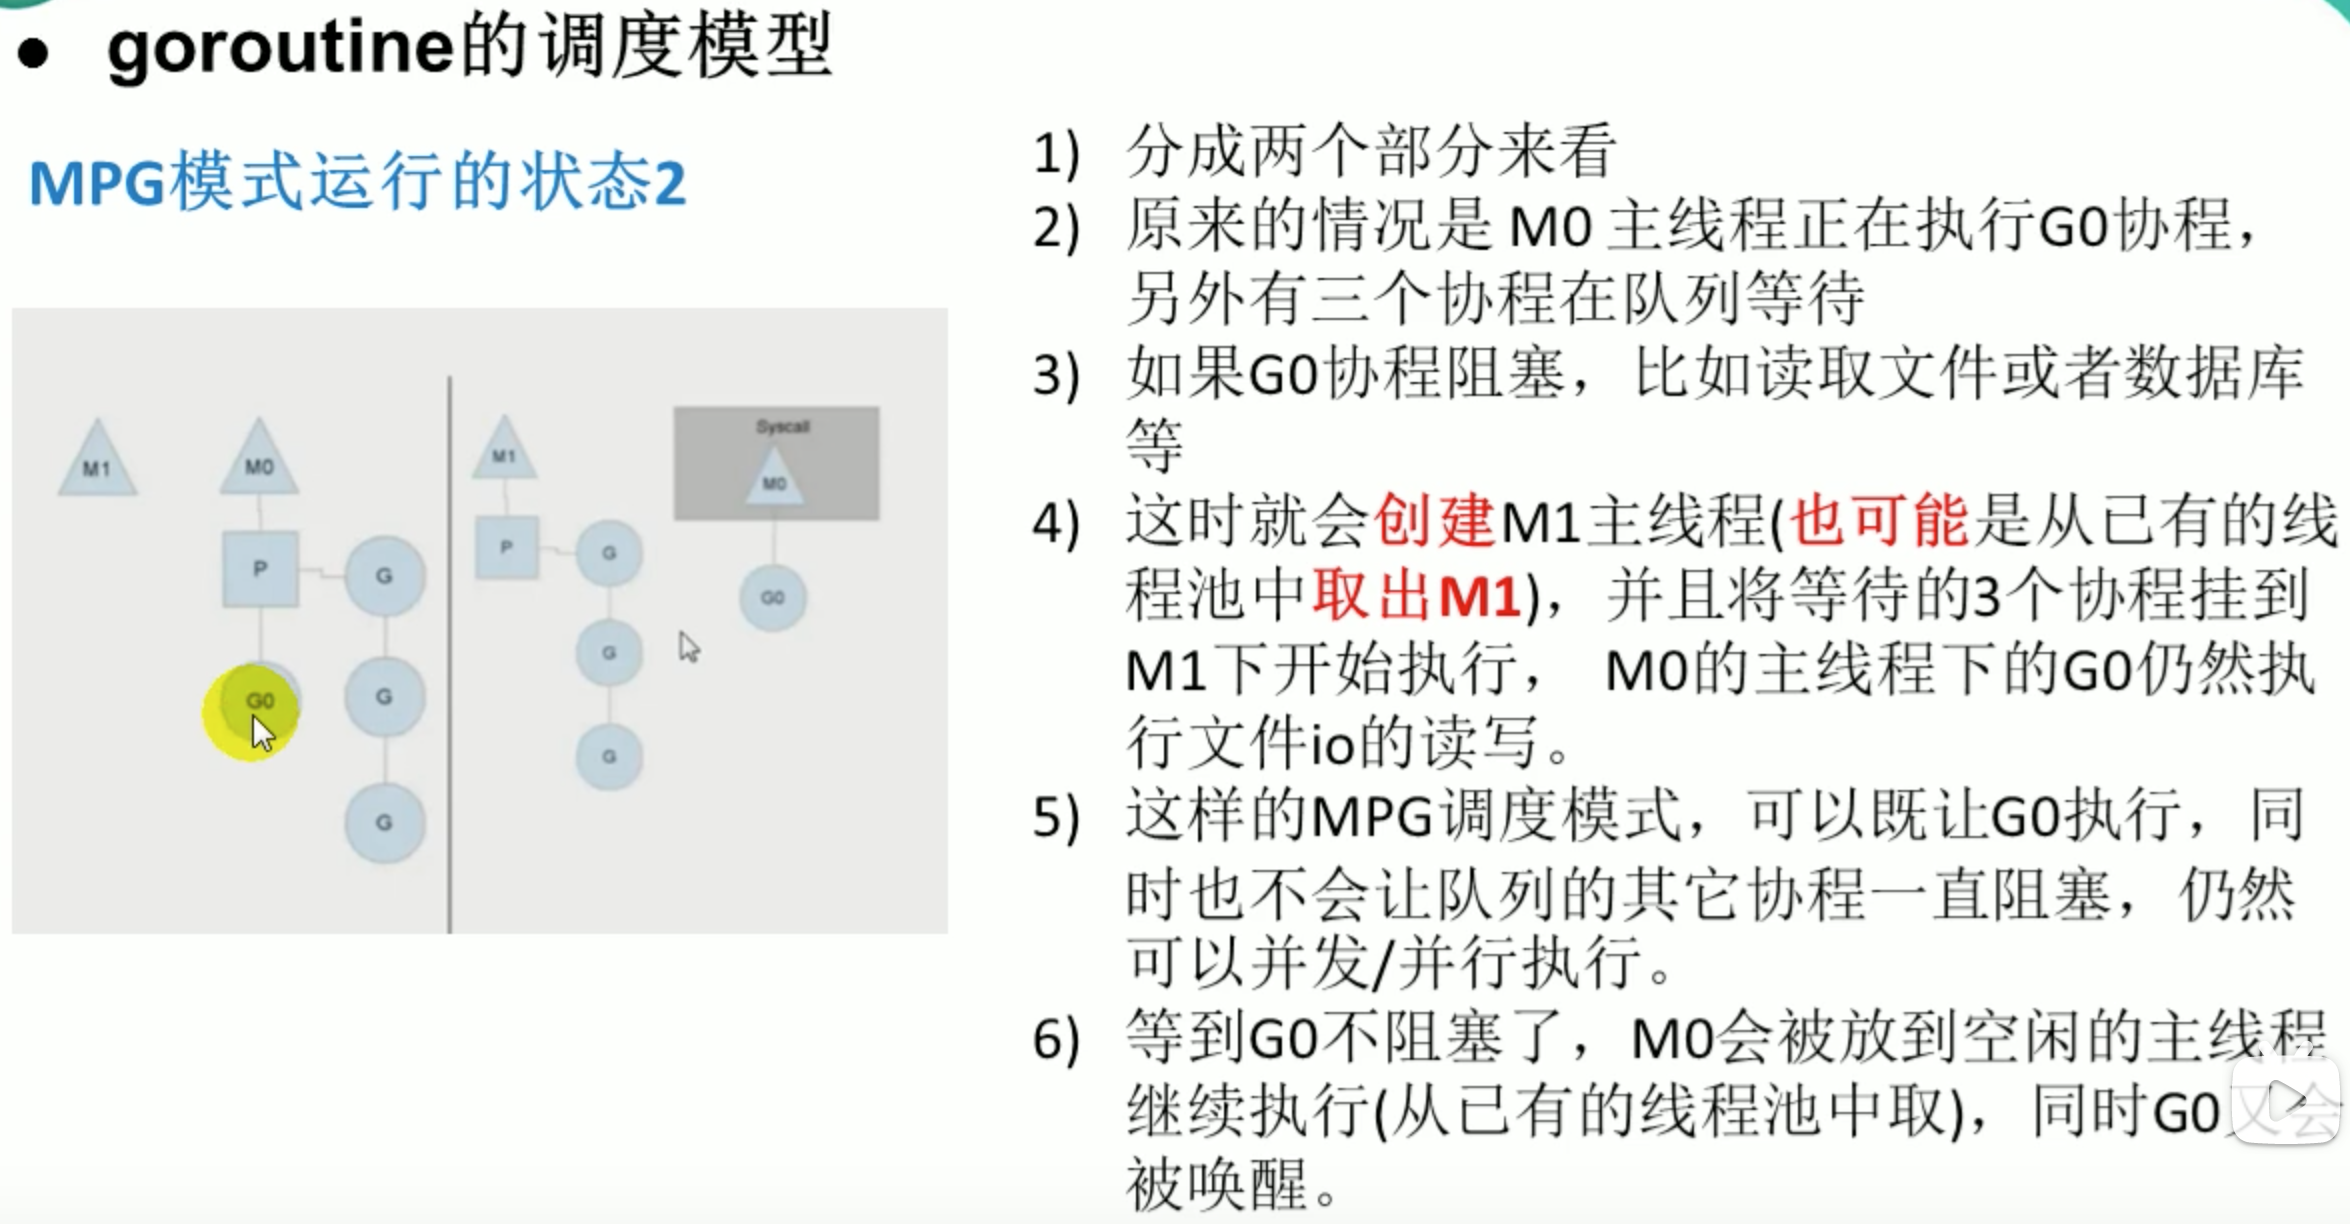 ● goroutine的调度模型
MPG模式运行的状态2
M1
M0
P
G
G0
G
G
M1
P
G
G
G
Syscall
M0
G0
1) 分成两个部分来看
2) 原来的情况是 M0 主线程正在执行G0协程，
另外有三个协程在队列等待
3) 如果G0协程阻塞，比如读取文件或者数据库
等
4) 这时就会创建M1主线程(也可能是从已有的线
程池中取出M1)，并且将等待的3个协程挂到
M1下开始执行， M0的主线程下的G0仍然执
行文件io的读写。
5) 这样的MPG调度模式，可以既让G0执行，同
时也不会让队列的其它协程一直阻塞，仍然
可以并发/并行执行。
6) 等到G0不阻塞了，M0会被放到空闲的主线程
继续执行(从已有的线程池中取)，同时G0又会
被唤醒。